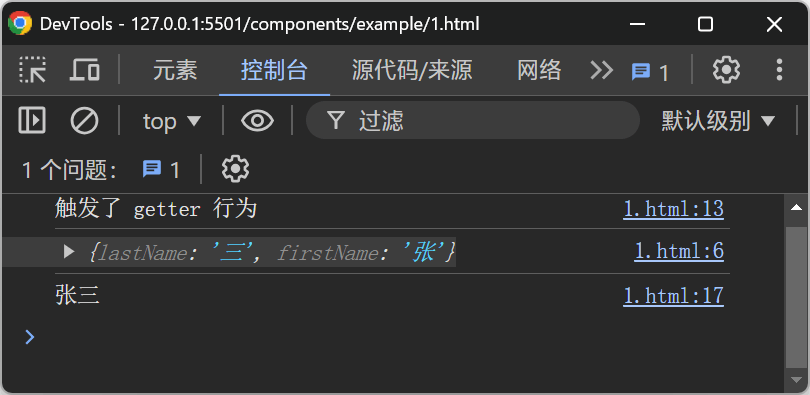 DevTools - 127.0.0.1:5501/components/example/1.html
元素 控制台 源代码/来源 网络 1
top 过滤 默认级别
1 个问题: 1
触发了 getter 行为 1.html:13
{lastName: '三', firstName: '张'} 1.html:6
张三 1.html:17